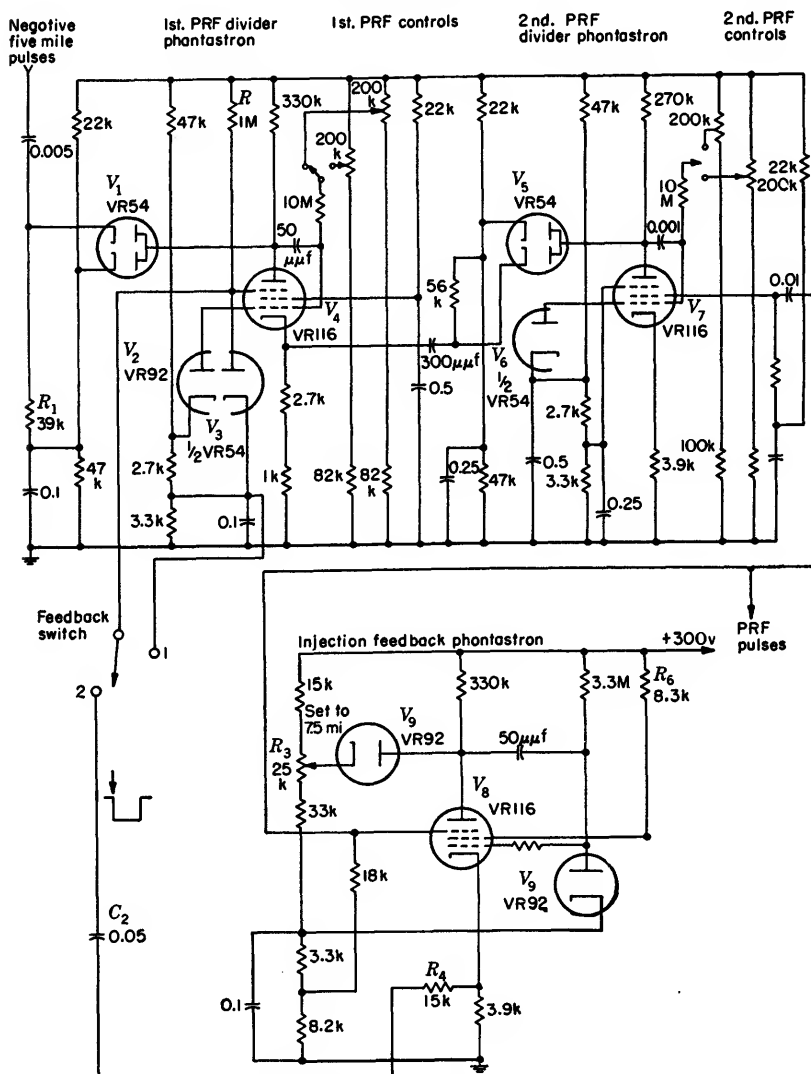 Negotive
five mile
pulses
1st. PRF divider
phantastron
1st. PRF controls
2nd. PRF
divider phontastron
2nd. PRF
controls
0.005
22k
47k
R
1M
330k
200
k
200
k
22k
22k
47k
270k
200k
22k
200k
V1
VR54
10M
50
μμf
V5
VR54
10
M
0.001
0.01
56
k
V4
VR116
V7
VR116
V2
VR92
300μμf
V6
1/2
VR54
0.5
2.7k
2.7k
R1
39k
V3
1/2VR54
47
k
2.7k
1k
82k
82
k
0.25
47k
0.5
3.3k
3.9k
100k
0.1
3.3k
0.1
0.25
Feedback
switch
1
2
Injection feedback phontastron
+300v
PRF
pulses
15k
330k
3.3M
R6
8.3k
Set to
7.5 mi
V9
VR92
50μμf
R3
25
k
V8
VR116
33k
18k
V9
VR92
C2
0.05
3.3k
R4
15k
0.1
8.2k
3.9k